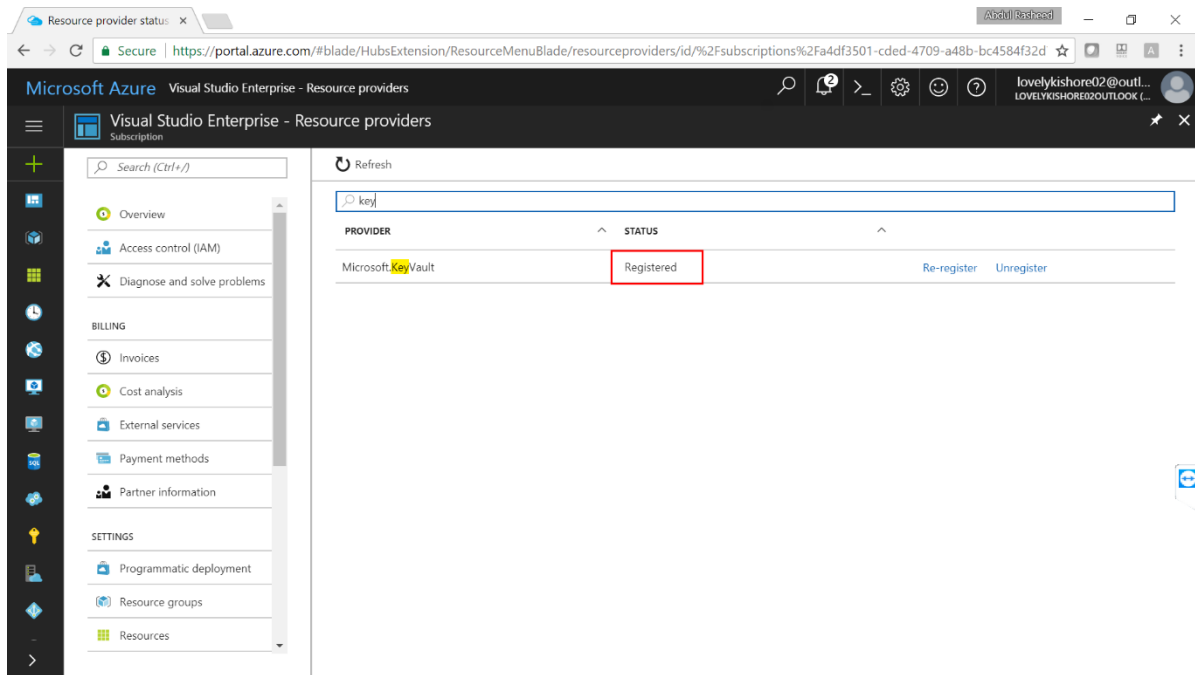 Resource provider status
Abdul Rasheed
Secure | https://portal.azure.com/#blade/HubsExtension/ResourceMenuBlade/resourceproviders/id/%2Fsubscriptions%2Fa4df3501-cded-4709-a48b-bc4584f32d
Microsoft Azure Visual Studio Enterprise - Resource providers
2
lovelykishore02@outl...
LOVELYKISHORE02OUTLOOK (...
Visual Studio Enterprise - Resource providers
Subscription
Search (Ctrl+/)
Refresh
key
Overview
PROVIDER STATUS
Access control (IAM)
Microsoft.KeyVault Registered Re-register Unregister
Diagnose and solve problems
BILLING
Invoices
Cost analysis
External services
Payment methods
Partner information
SETTINGS
Programmatic deployment
Resource groups
Resources